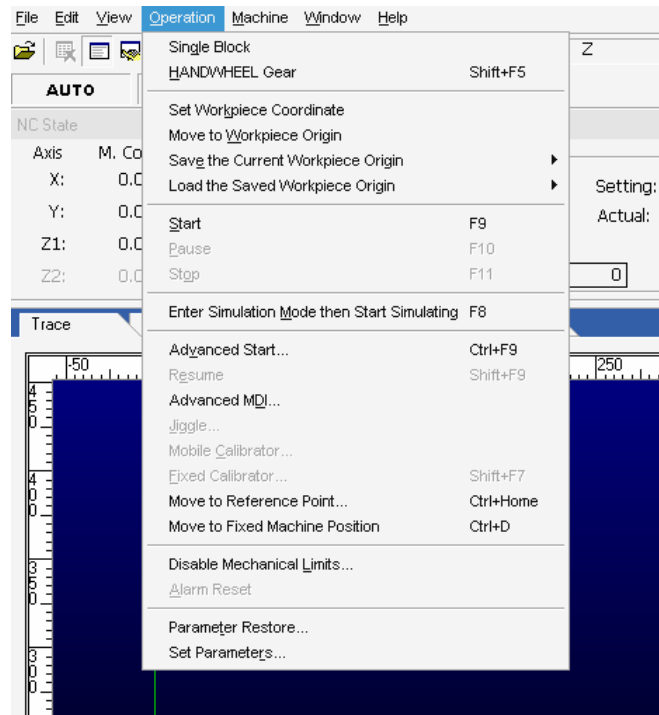 File Edit View Operation Machine Window Help
Z
AUTO
NC State
Axis M. Co
X: 0.0
Y: 0.0
Z1: 0.0
Z2: 0.0
Setting:
Actual:
0
Single Block
HANDWHEEL Gear Shift+F5
Set Workpiece Coordinate
Move to Workpiece Origin
Save the Current Workpiece Origin
Load the Saved Workpiece Origin
Start F9
Pause F10
Stop F11
Enter Simulation Mode then Start Simulating F8
Advanced Start... Ctrl+F9
Resume Shift+F9
Advanced MDI...
Jiggle...
Mobile Calibrator...
Fixed Calibrator... Shift+F7
Move to Reference Point... Ctrl+Home
Move to Fixed Machine Position Ctrl+D
Disable Mechanical Limits...
Alarm Reset
Parameter Restore...
Set Parameters...
Trace
-50 250
450
400
350
300